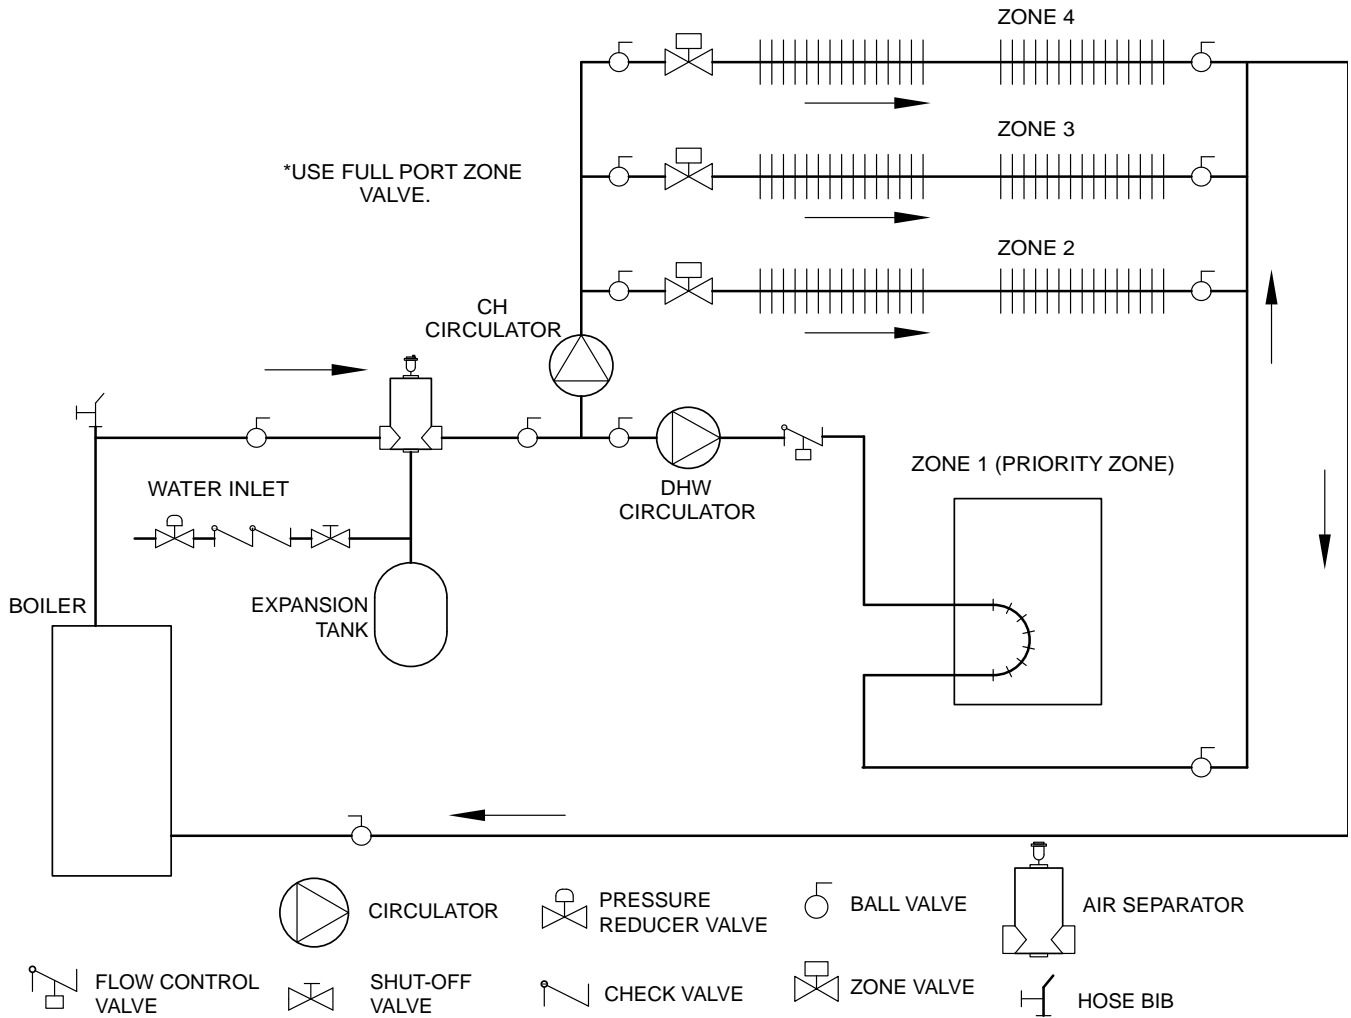 ZONE 4
ZONE 3
*USE FULL PORT ZONE
VALVE.
ZONE 2
CH
CIRCULATOR
ZONE 1 (PRIORITY ZONE)
WATER INLET
DHW
CIRCULATOR
BOILER
EXPANSION
TANK
CIRCULATOR
PRESSURE
REDUCER VALVE
BALL VALVE
AIR SEPARATOR
FLOW CONTROL
VALVE
SHUT-OFF
VALVE
CHECK VALVE
ZONE VALVE
HOSE BIB